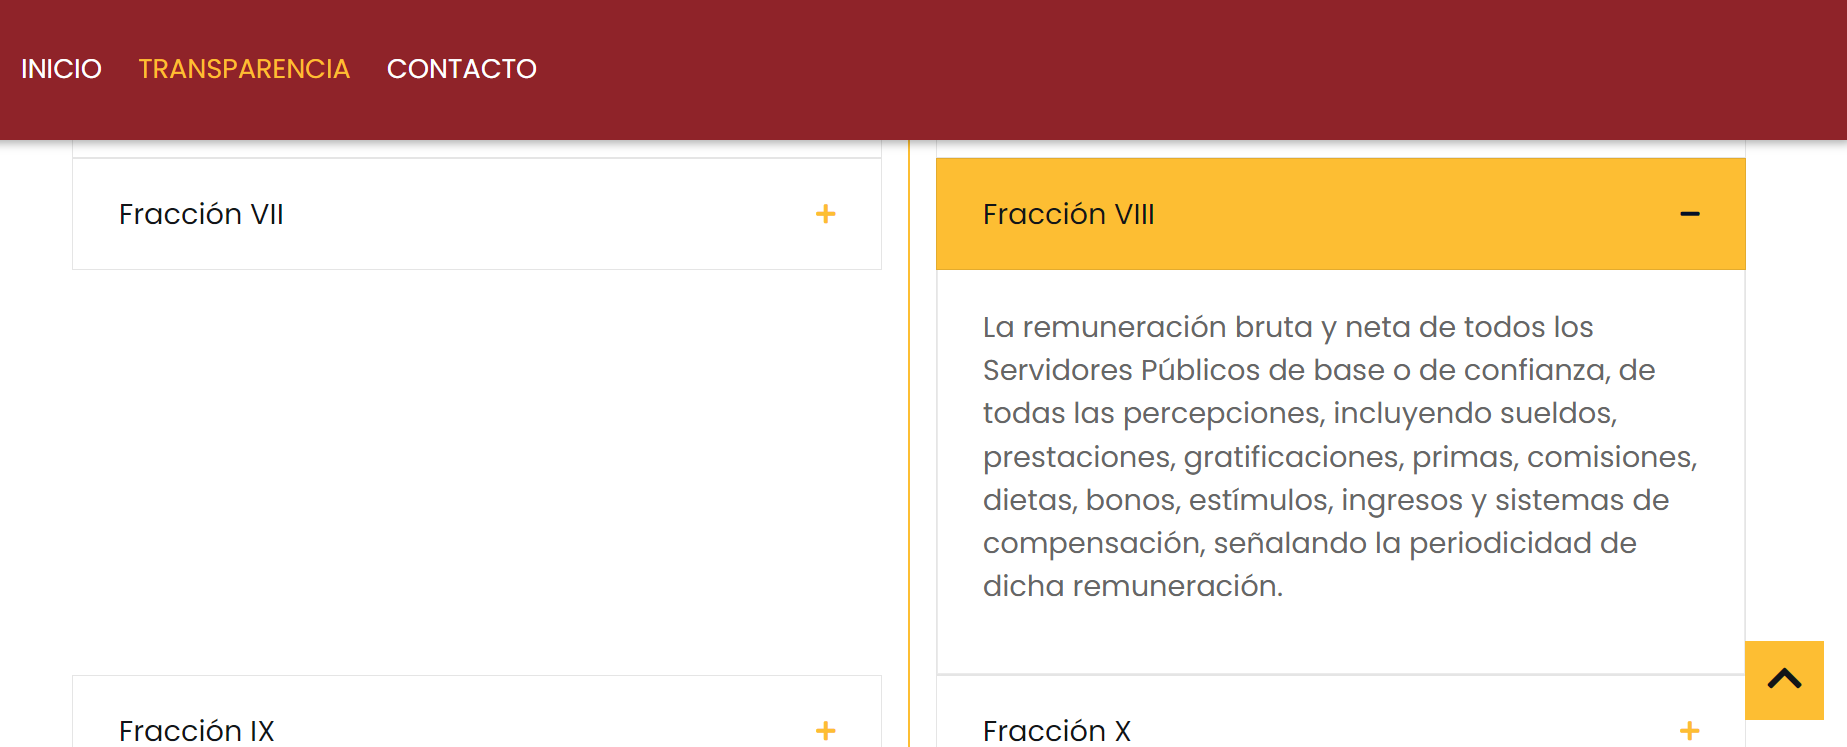 INICIO TRANSPARENCIA CONTACTO
Fracción VII
Fracción VIII
La remuneración bruta y neta de todos los
Servidores Públicos de base o de confianza, de
todas las percepciones, incluyendo sueldos,
prestaciones, gratificaciones, primas, comisiones,
dietas, bonos, estímulos, ingresos y sistemas de
compensación, señalando la periodicidad de
dicha remuneración.
Fracción IX
Fracción X